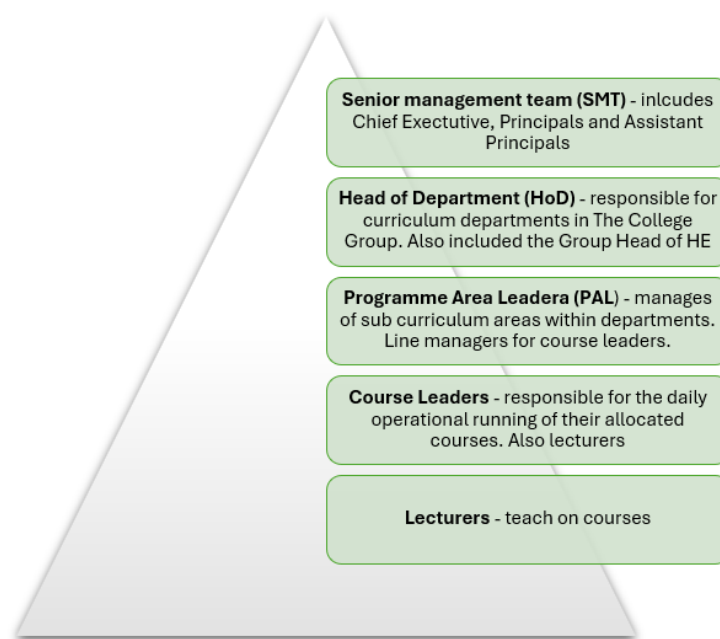 Senior management team (SMT) - inlcudes
Chief Exectutive, Principals and Assistant
Principals
Head of Department (HoD) - responsible for
curriculum departments in The College
Group. Also included the Group Head of HE
Programme Area Leadera (PAL) - manages
of sub curriculum areas within departments.
Line managers for course leaders.
Course Leaders - responsible for the daily
operational running of their allocated
courses. Also lecturers
Lecturers - teach on courses